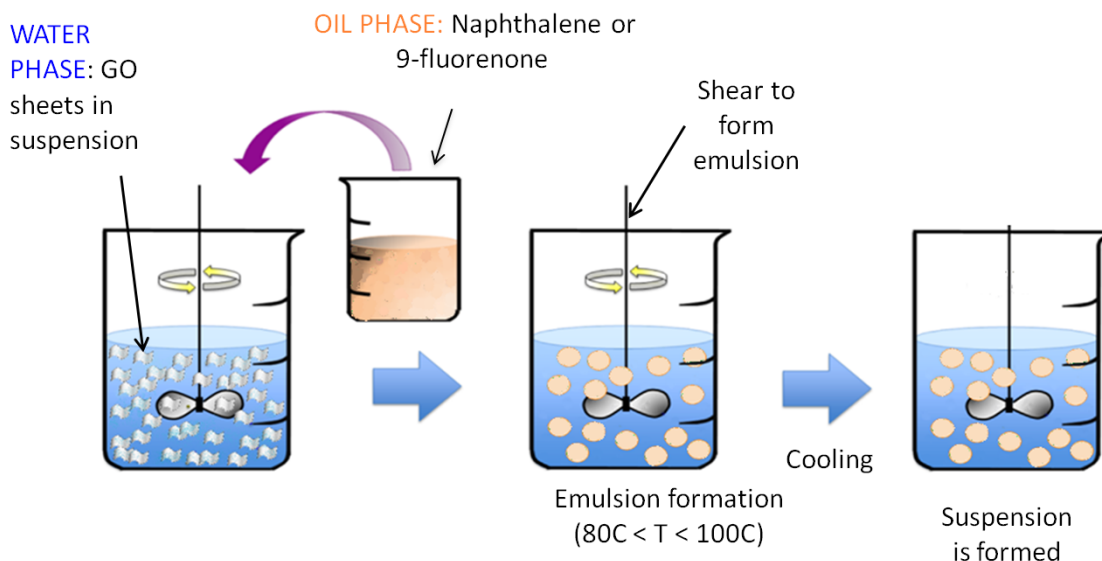 WATER
PHASE: GO
sheets in
suspension
OIL PHASE: Naphthalene or
9-fluorenone
Shear to
form
emulsion
Emulsion formation
(80C < T < 100C)
Cooling
Suspension
is formed